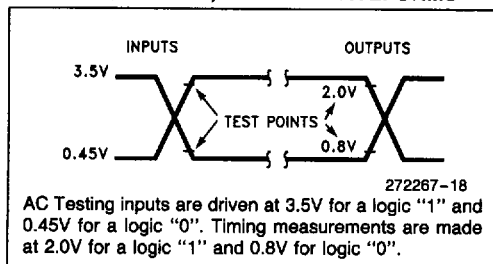 INPUTS OUTPUTS
3.5V 2.0V
TEST POINTS
0.45V 0.8V
272267-18
AC Testing inputs are driven at 3.5V for a logic "1" and
0.45V for a logic "0". Timing measurements are made
at 2.0V for a logic "1" and 0.8V for logic "0".